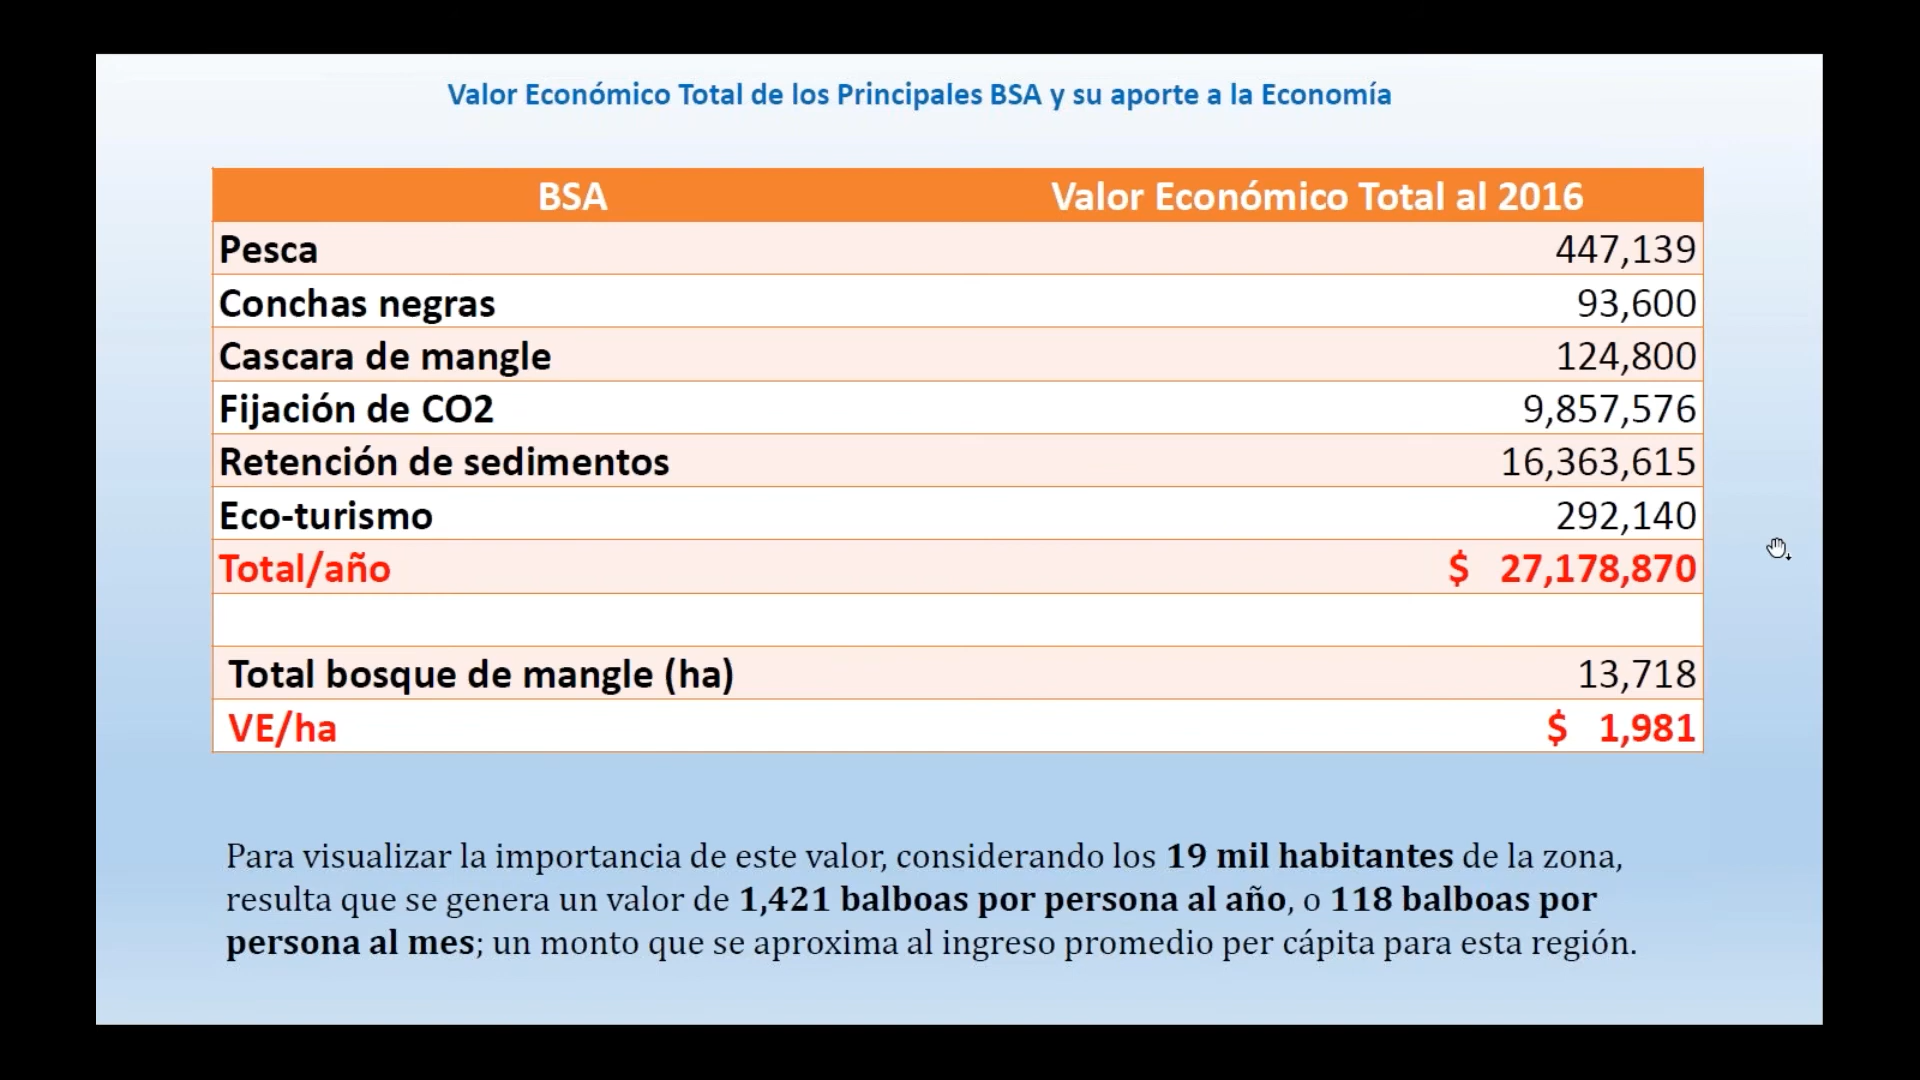 Valor Económico Total de los Principales BSA y su aporte a la Economía
BSA Valor Económico Total al 2016
Pesca 447,139
Conchas negras 93,600
Cascara de mangle 124,800
Fijación de CO2 9,857,576
Retención de sedimentos 16,363,615
Eco-turismo 292,140
Total/año $ 27,178,870
Total bosque de mangle (ha) 13,718
VE/ha $ 1,981
Para visualizar la importancia de este valor, considerando los 19 mil habitantes de la zona,
resulta que se genera un valor de 1,421 balboas por persona al año, o 118 balboas por
persona al mes; un monto que se aproxima al ingreso promedio per cápita para esta región.